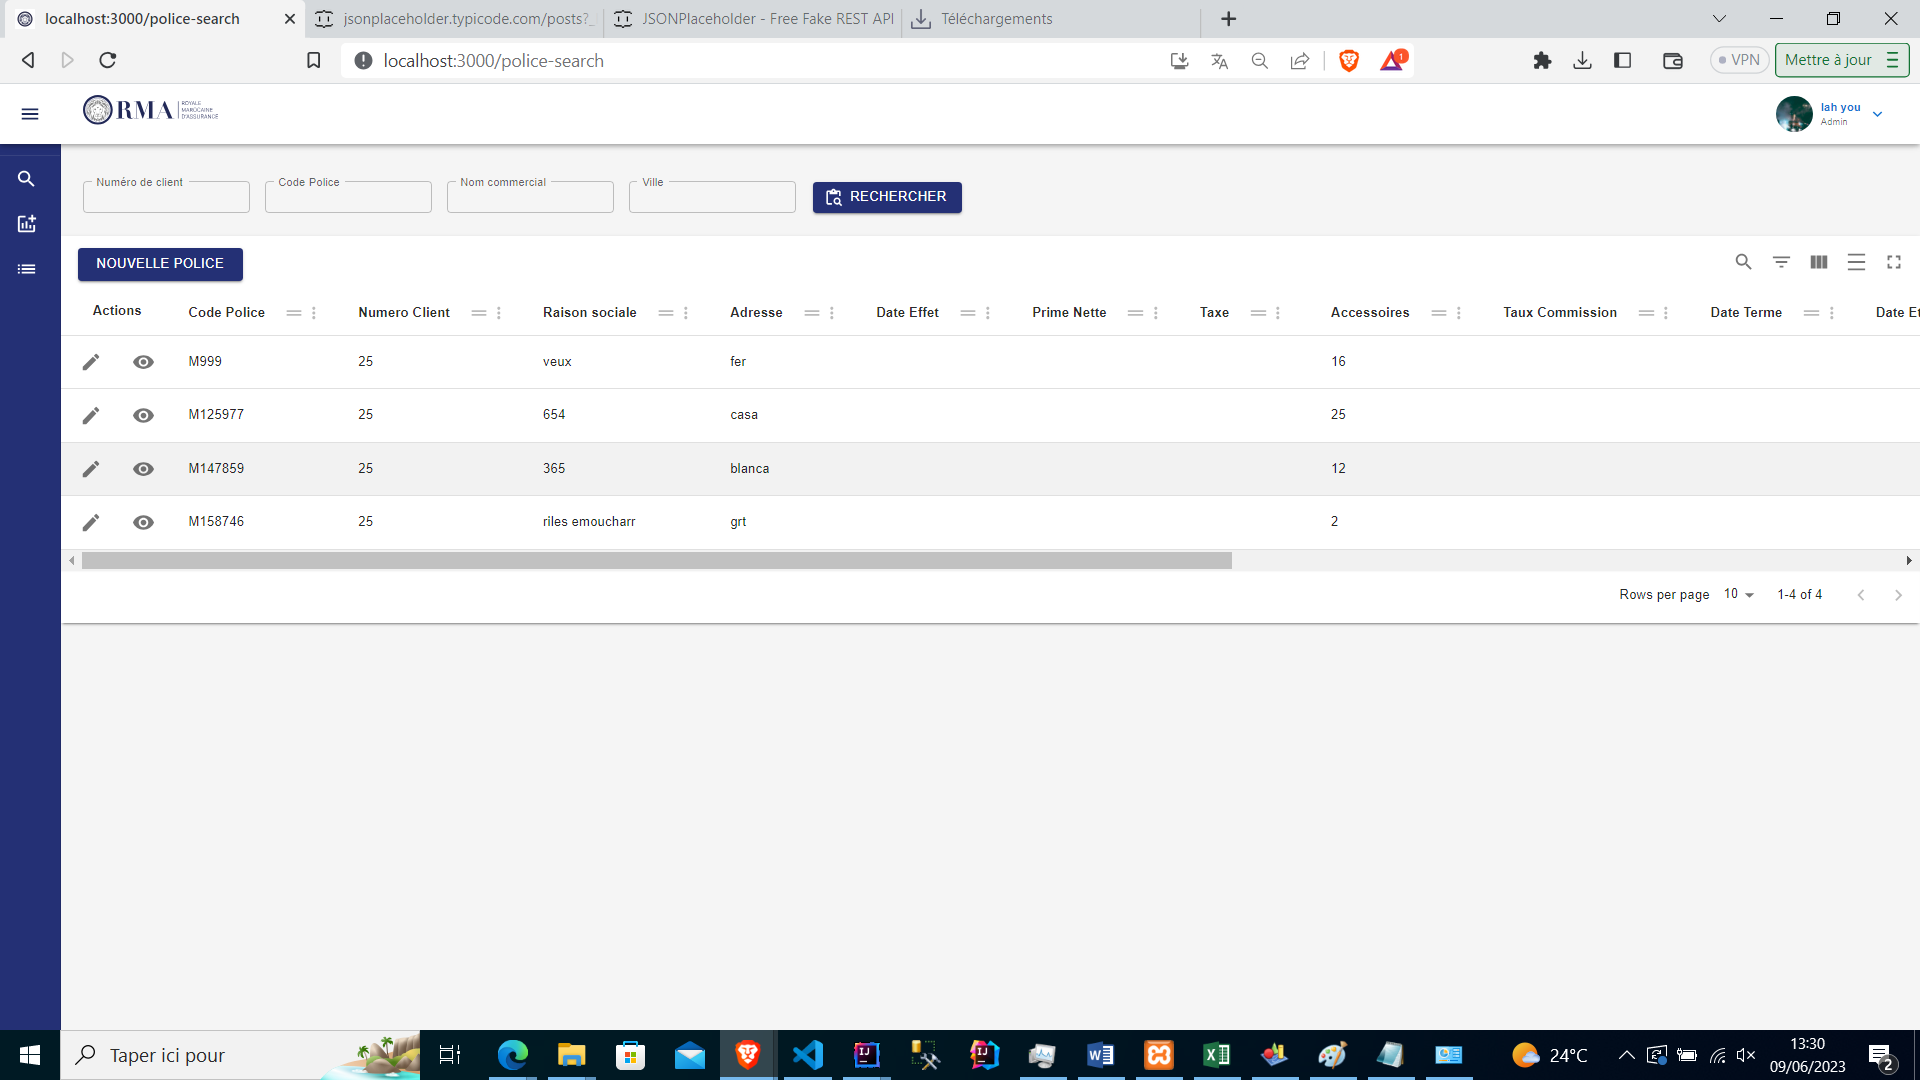 localhost:3000/police-search
jsonplaceholder.typicode.com/posts?_
JSONPlaceholder - Free Fake REST API
Téléchargements
localhost:3000/police-search
1
VPN
Mettre à jour
RMA
ROYALE
MAROCAINE
D'ASSURANCE
lah you
Admin
Numéro de client
Code Police
Nom commercial
Ville
RECHERCHER
NOUVELLE POLICE
Actions Code Police Numero Client Raison sociale Adresse Date Effet Prime Nette Taxe Accessoires Taux Commission Date Terme Date Et
M999 25 veux fer 16
M125977 25 654 casa 25
M147859 25 365 blanca 12
M158746 25 riles emoucharr grt 2
Rows per page 10 1-4 of 4
Taper ici pour
24°C
13:30
09/06/2023
2